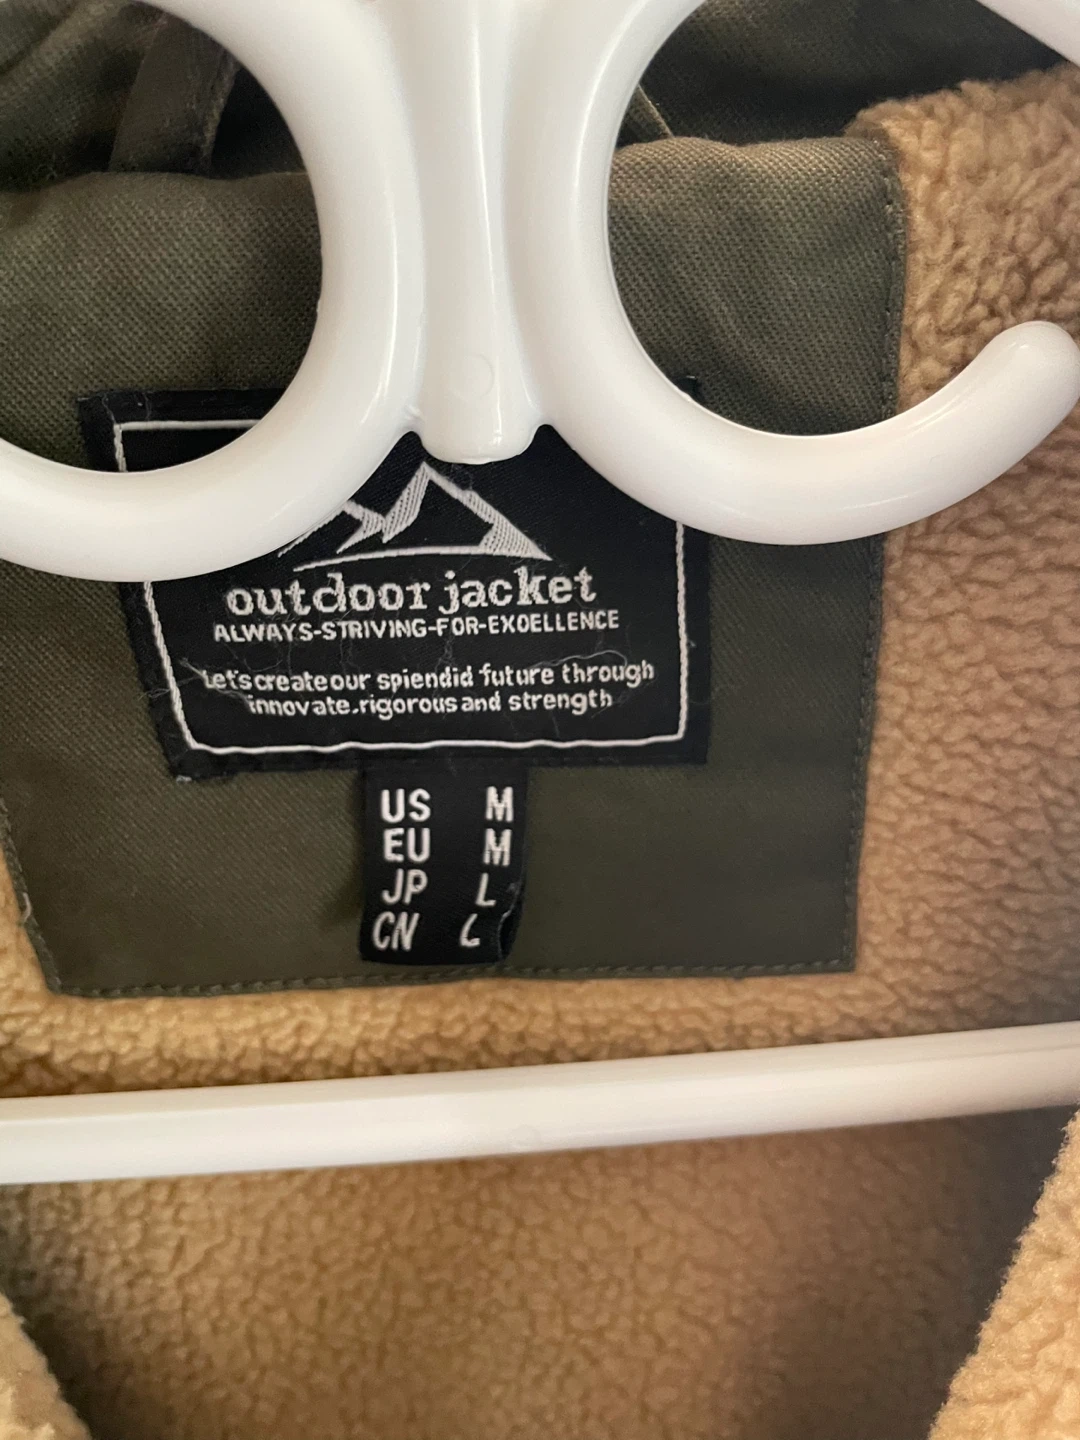 outdoor jacket
ALWAYS-STRIVING-FOR-EXOELLENCE
Let's create our spiendid future through
innovate.rigorous and strength
US M
EU M
JP L
CN L